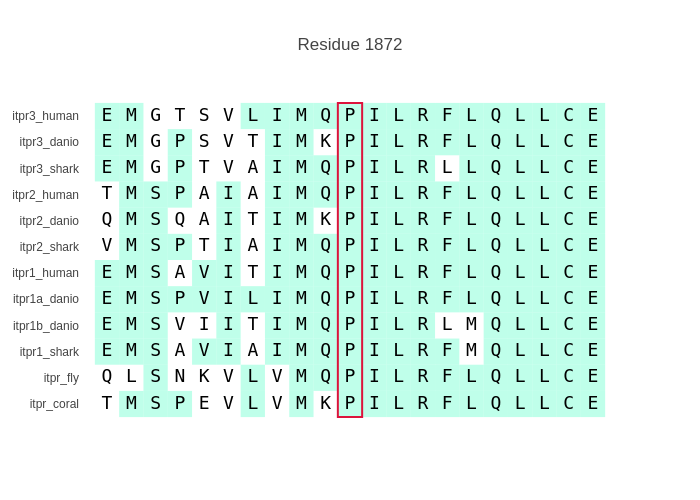 Residue 1872
itpr3_human E M G T S V L I M Q P I L R F L Q L L C E
itpr3_danio E M G P S V T I M K P I L R F L Q L L C E
itpr3_shark E M G P T V A I M Q P I L R L L Q L L C E
itpr2_human T M S P A I A I M Q P I L R F L Q L L C E
itpr2_danio Q M S Q A I T I M K P I L R F L Q L L C E
itpr2_shark V M S P T I A I M Q P I L R F L Q L L C E
itpr1_human E M S A V I T I M Q P I L R F L Q L L C E
itpr1a_danio E M S P V I L I M Q P I L R F L Q L L C E
itpr1b_danio E M S V I I T I M Q P I L R L M Q L L C E
itpr1_shark E M S A V I A I M Q P I L R F M Q L L C E
itpr_fly Q L S N K V L V M Q P I L R F L Q L L C E
itpr_coral T M S P E V L V M K P I L R F L Q L L C E